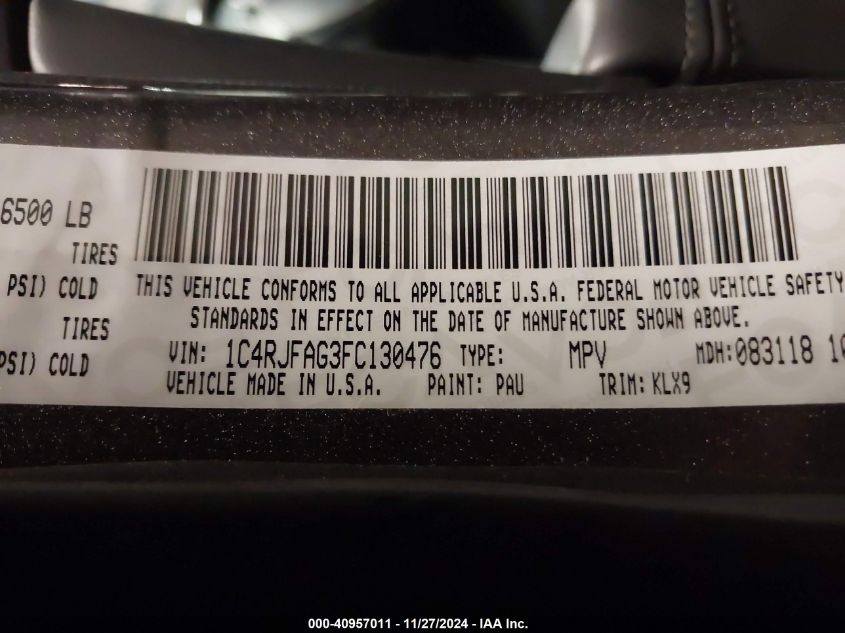 6500 LB
TIRES
PSI) COLD
TIRES
PSI) COLD
THIS VEHICLE CONFORMS TO ALL APPLICABLE U.S.A. FEDERAL MOTOR VEHICLE SAFETY
STANDARDS IN EFFECT ON THE DATE OF MANUFACTURE SHOWN ABOVE.
VIN: 1C4RJFAG3FC130476 TYPE: MPV MDH:083118
VEHICLE MADE IN U.S.A. PAINT: PAU TRIM: KLX9
000-40957011 - 11/27/2024 - IAA Inc.